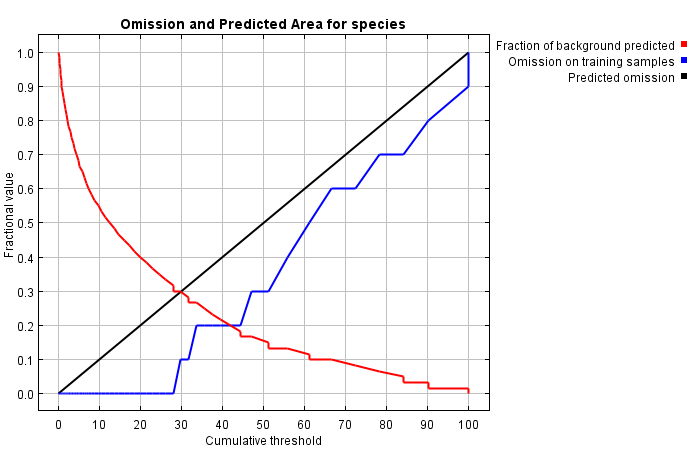 Omission and Predicted Area for species
Fraction of background predicted
Omission on training samples
Predicted omission
Fractional value
1.0
0.9
0.8
0.7
0.6
0.5
0.4
0.3
0.2
0.1
0.0
0 10 20 30 40 50 60 70 80 90 100
Cumulative threshold